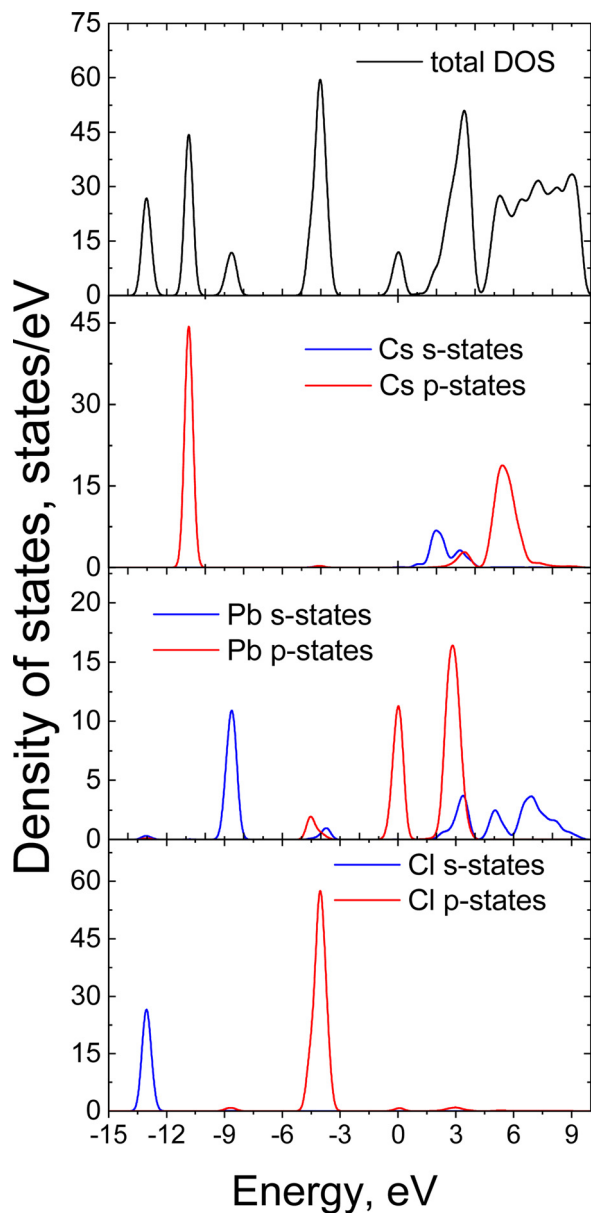 Density of states, states/eV
75
60
45
30
15
0
total DOS
45
30
15
0
Cs s-states
Cs p-states
20
15
10
5
0
Pb s-states
Pb p-states
60
45
30
15
0
Cl s-states
Cl p-states
-15 -12 -9 -6 -3 0 3 6 9
Energy, eV